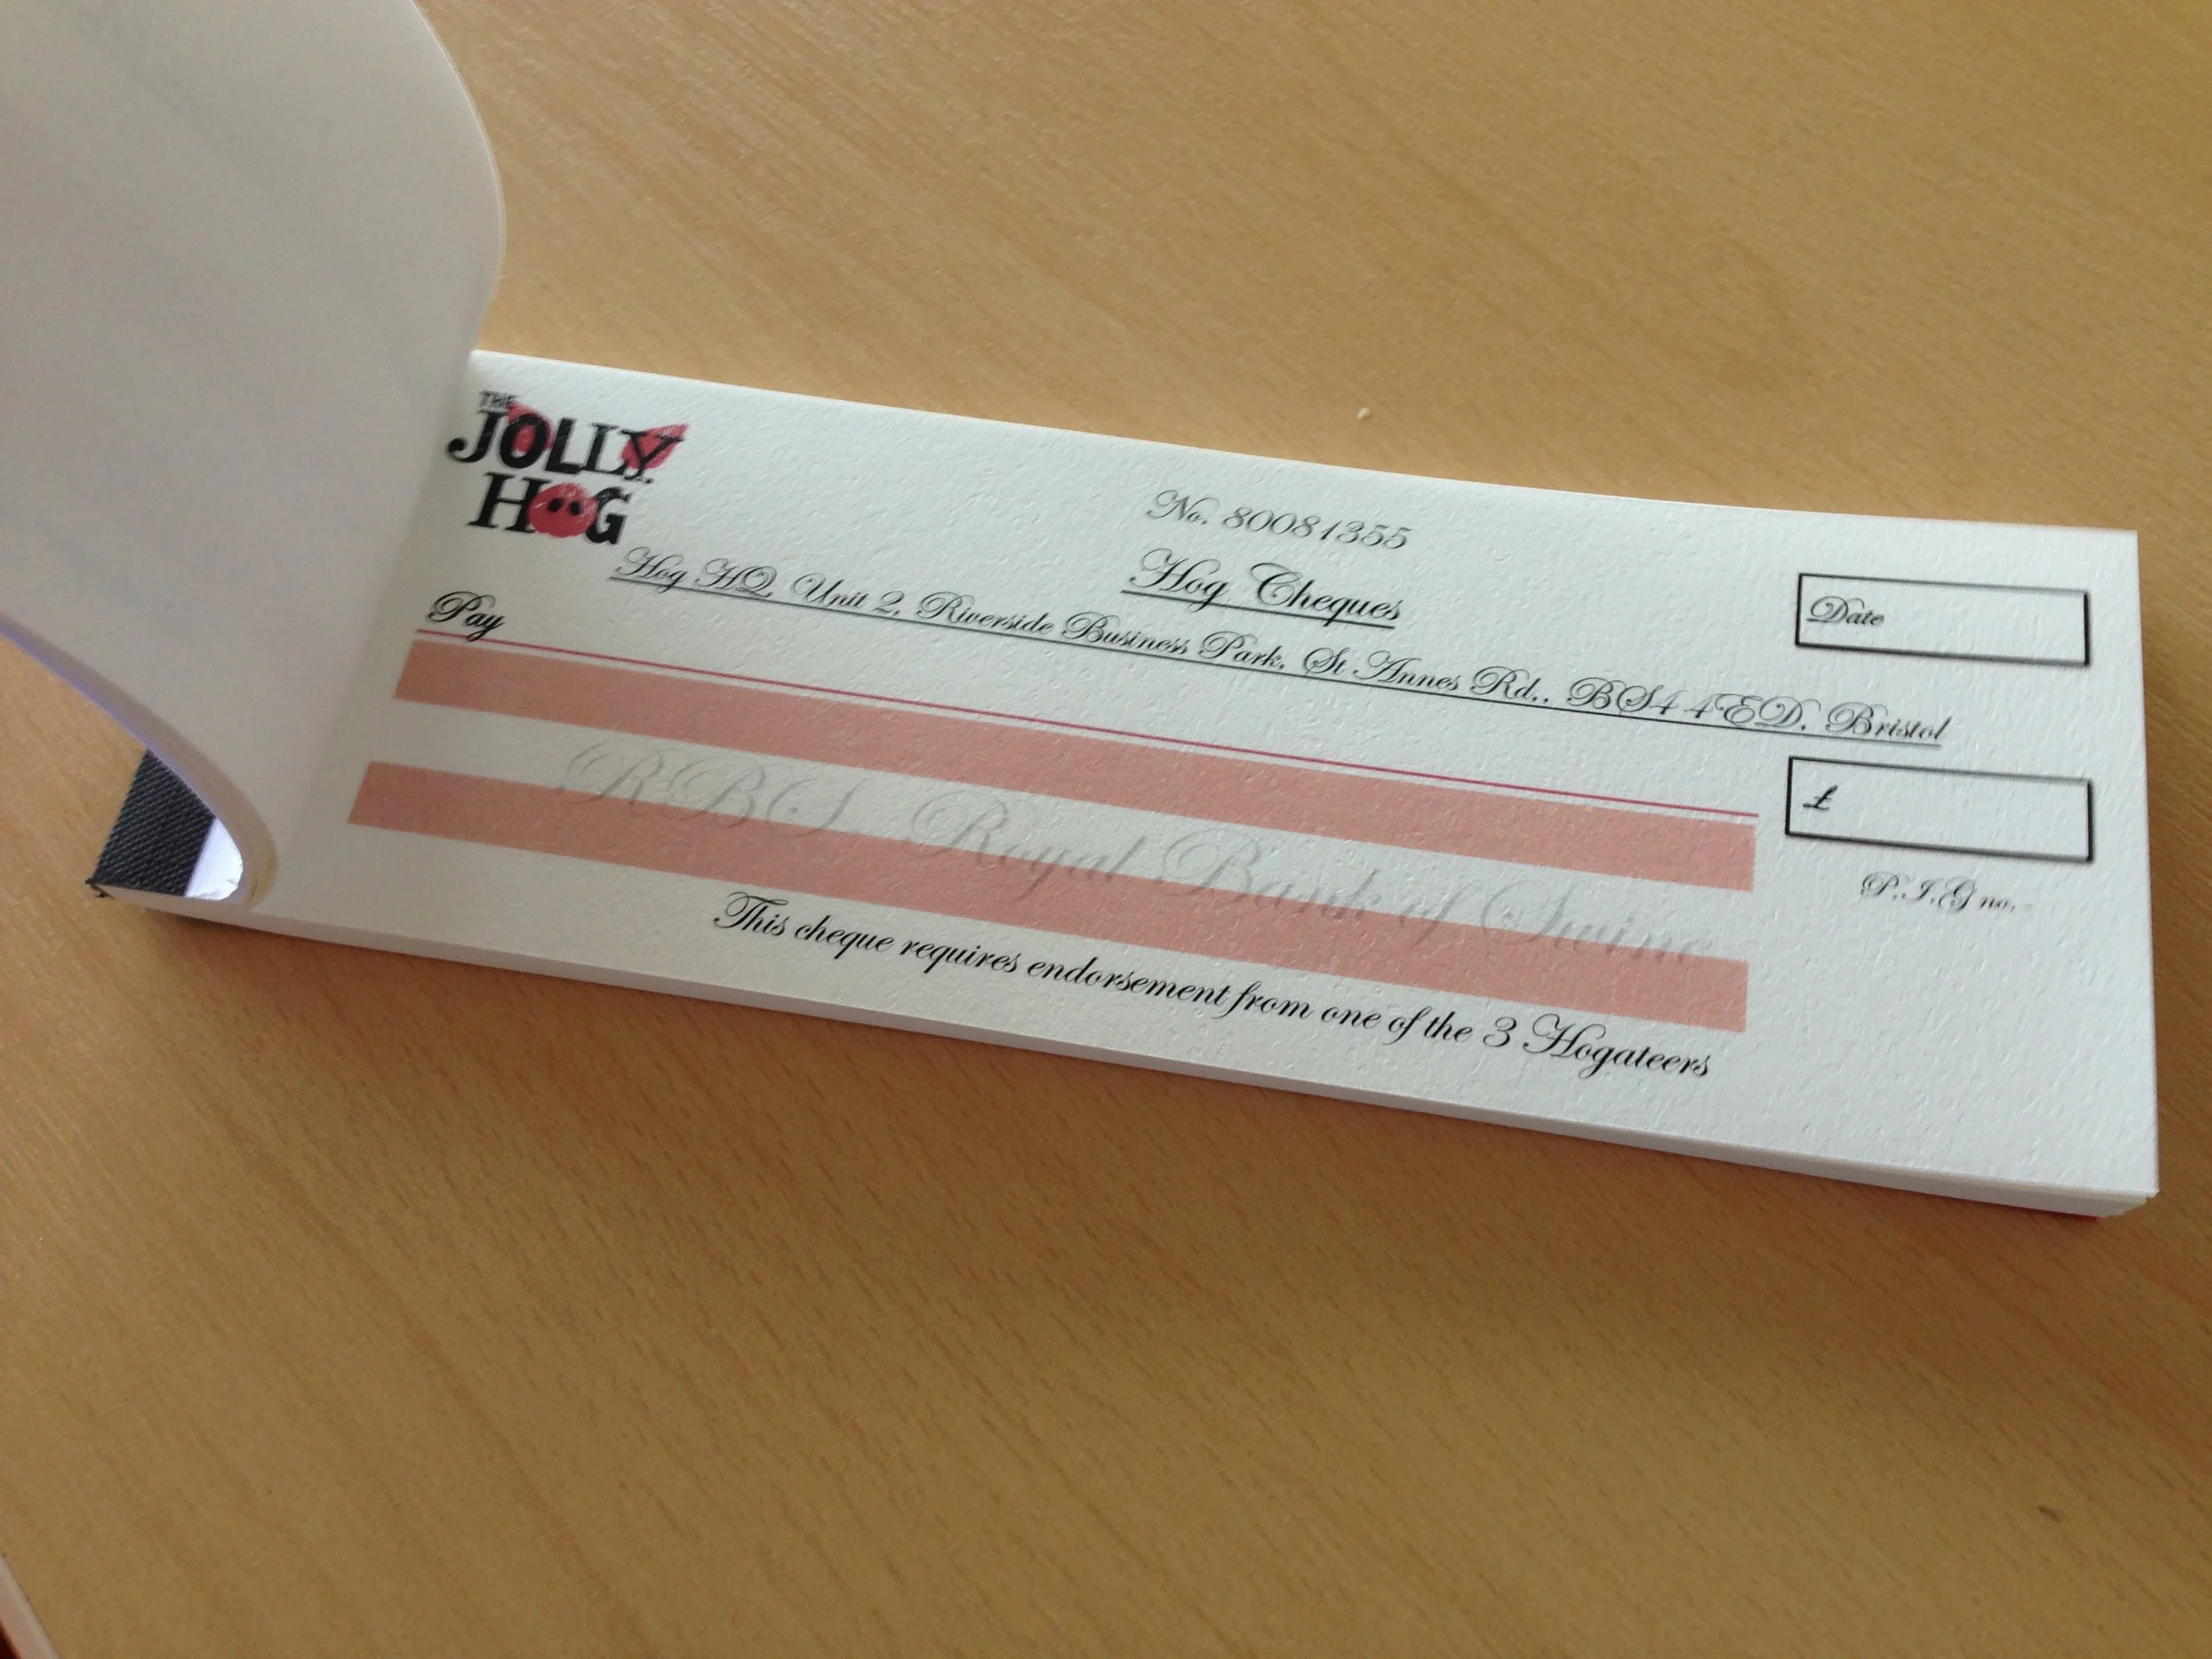 THE
JOLLY
HOG
No. 80081355
Hog Cheques
Hog HQ, Unit 2, Riverside Business Park, St Annes Rd., BS4 4ED, Bristol
Date
Pay
£
RBS - Royal Bank of Swine
P.I.G no. -
This cheque requires endorsement from one of the 3 Hogateers